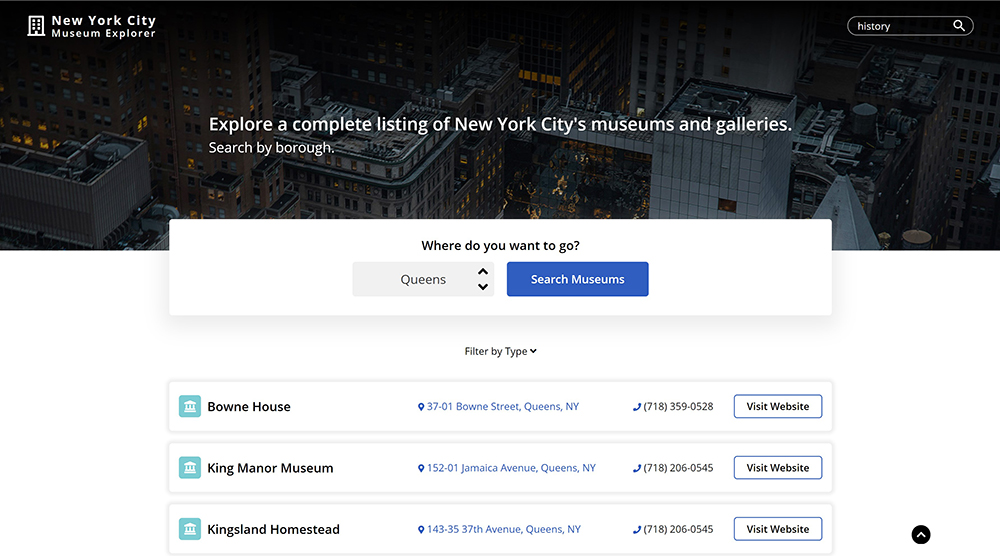 New York City
Museum Explorer
history
Explore a complete listing of New York City's museums and galleries.
Search by borough.
Where do you want to go?
Queens
Search Museums
Filter by Type
Bowne House
37-01 Bowne Street, Queens, NY
(718) 359-0528
Visit Website
King Manor Museum
152-01 Jamaica Avenue, Queens, NY
(718) 206-0545
Visit Website
Kingsland Homestead
143-35 37th Avenue, Queens, NY
(718) 206-0545
Visit Website